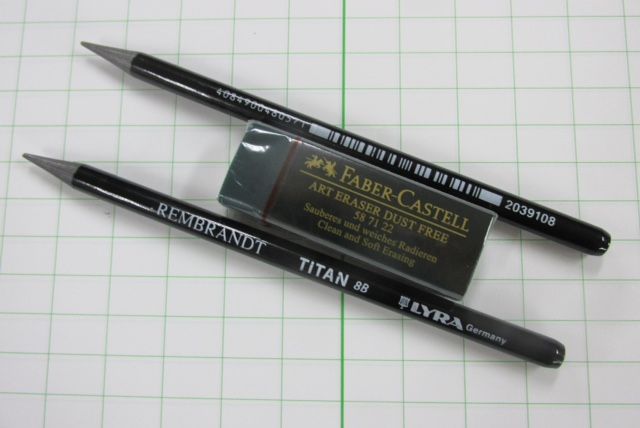 4084900480571
2039108
FABER-CASTELL
ART ERASER DUST FREE
58 71 22
Sauberes und weiches Radieren
Clean and Soft Erasing
REMBRANDT TITAN 8B LYRA Germany